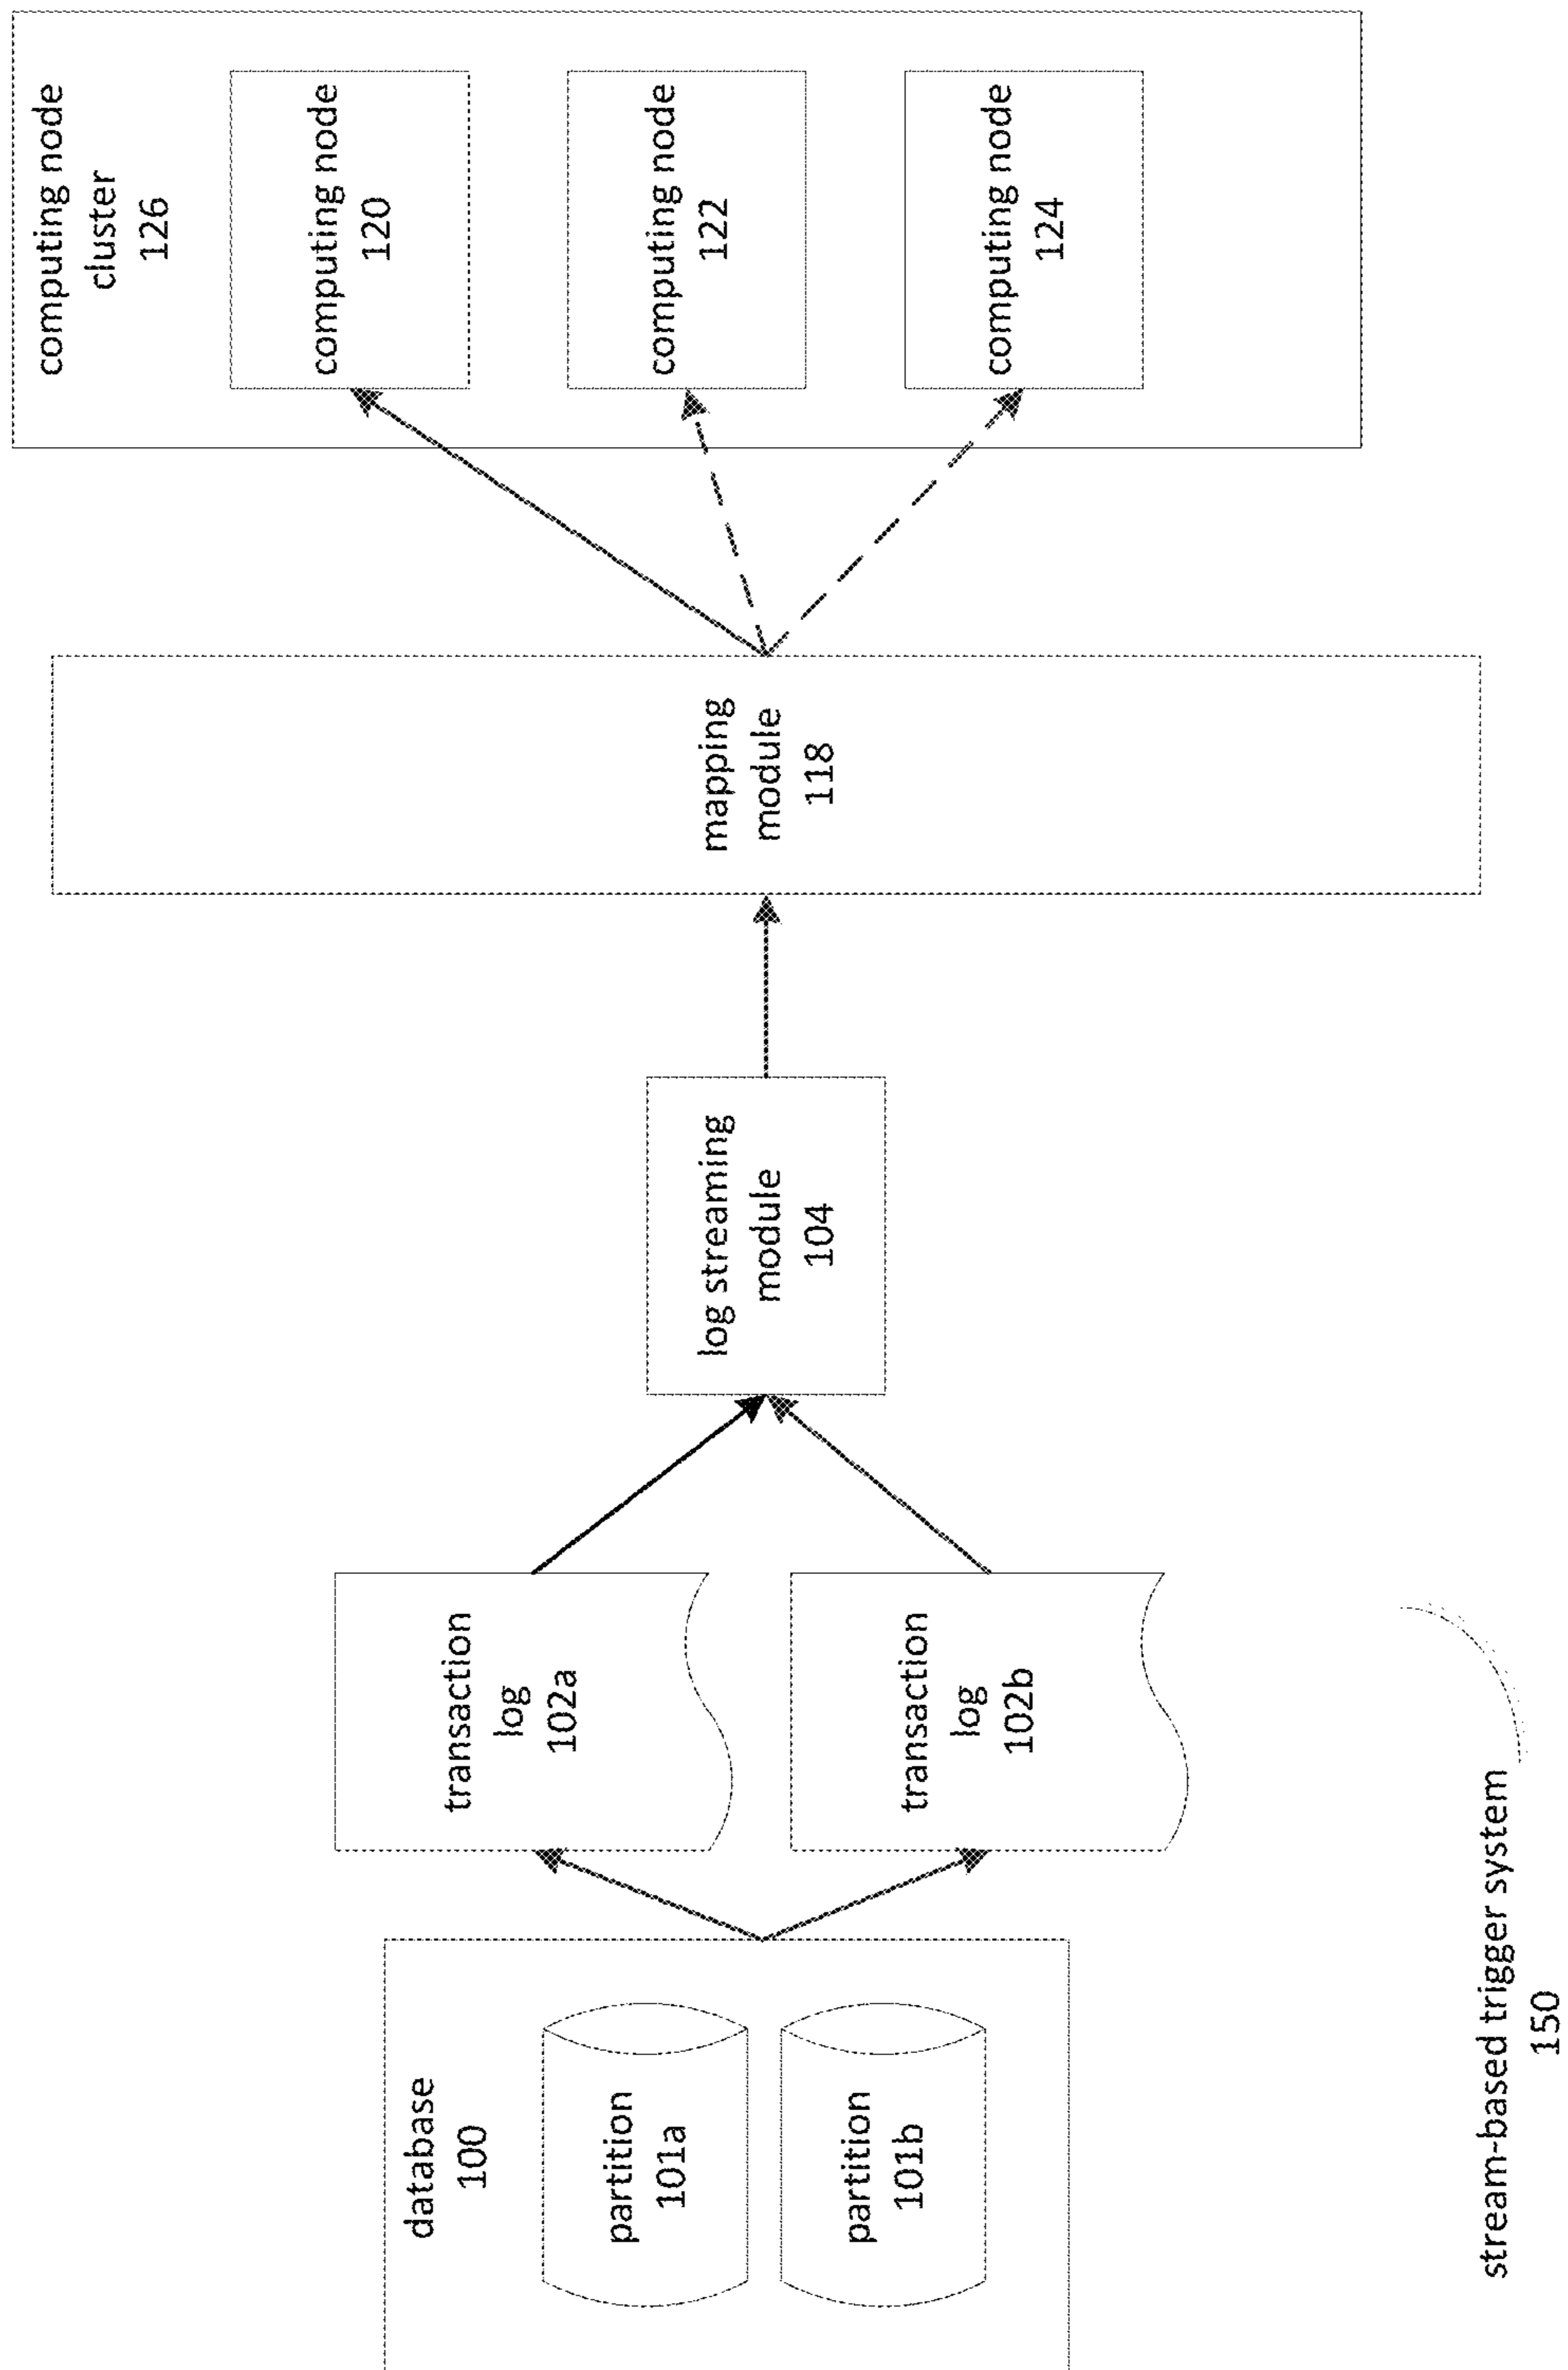 database
100
partition
101a
partition
101b
transaction
log
102a
transaction
log
102b
log streaming
module
104
mapping
module
118
computing node
cluster
126
computing node
120
computing node
122
computing node
124
stream-based trigger system
150